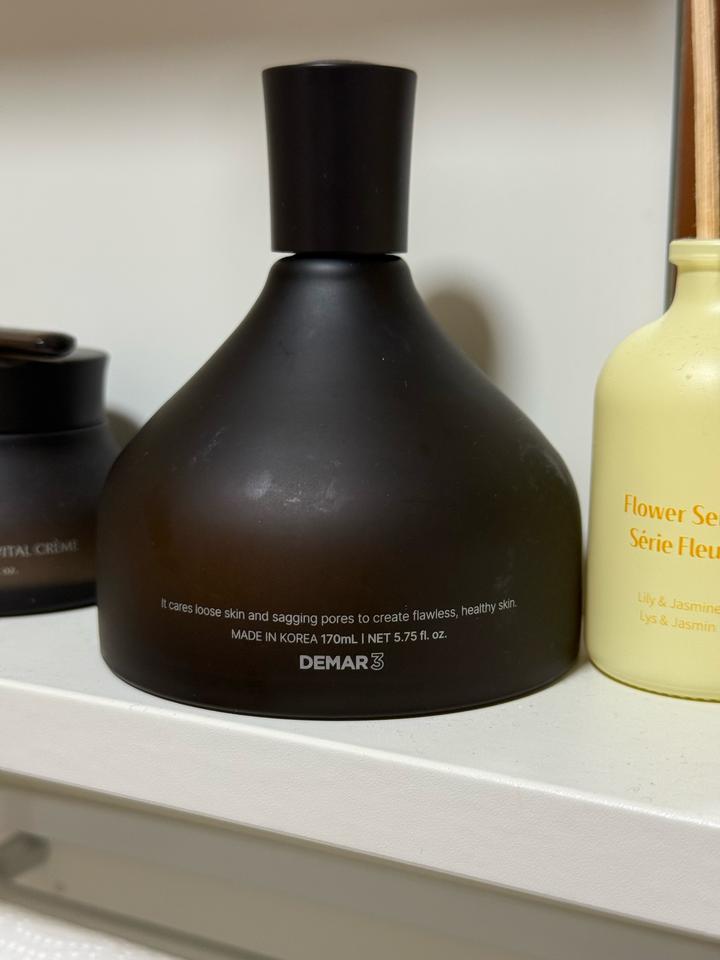 VITAL CRÈME
oz.
It cares loose skin and sagging pores to create flawless, healthy skin.
MADE IN KOREA 170mL | NET 5.75 fl. oz.
DEMAR3
Flower Se
Série Fleu
Lily & Jasmine
Lys & Jasmin